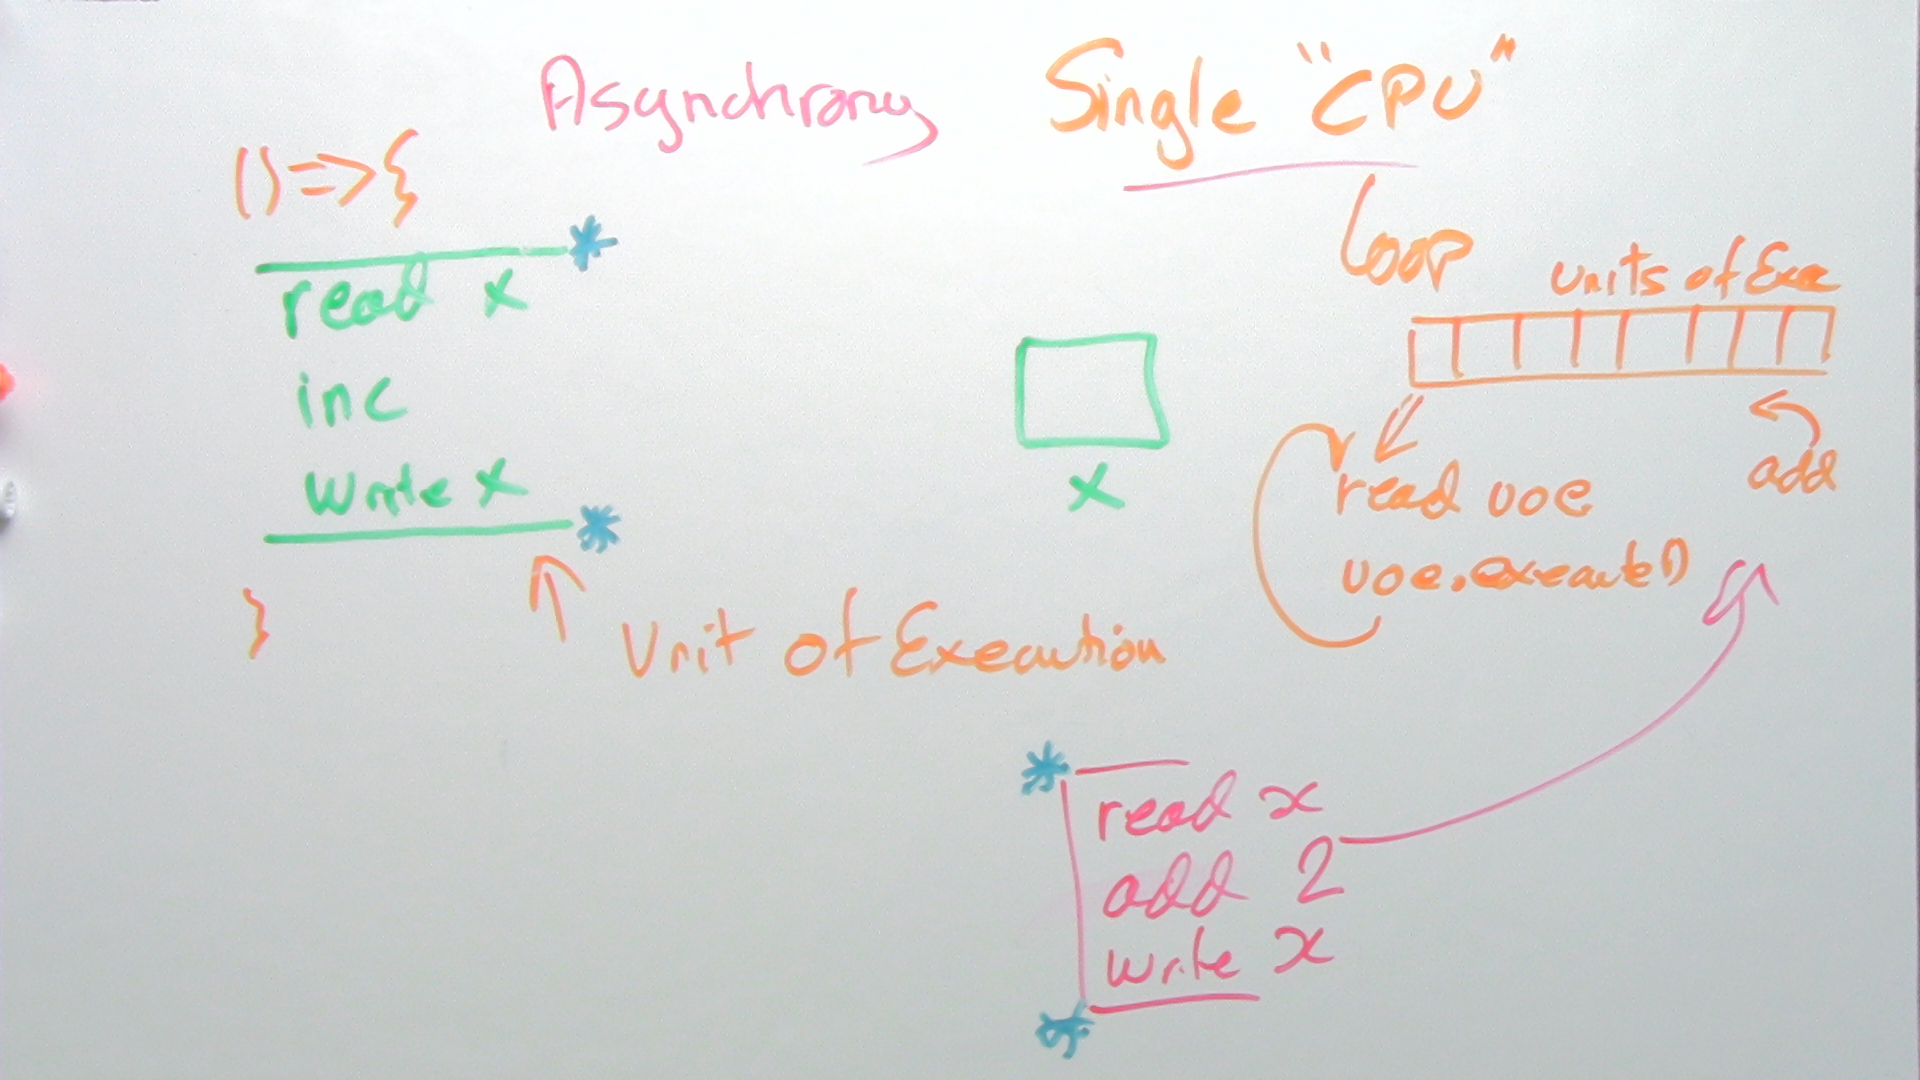 Asynchrony Single "CPU"
() => {
read x
inc
write x
}
Unit of Execution
x
Loop
units of Exec
add
read uoe
uoe.execute()
read x
add 2
write x